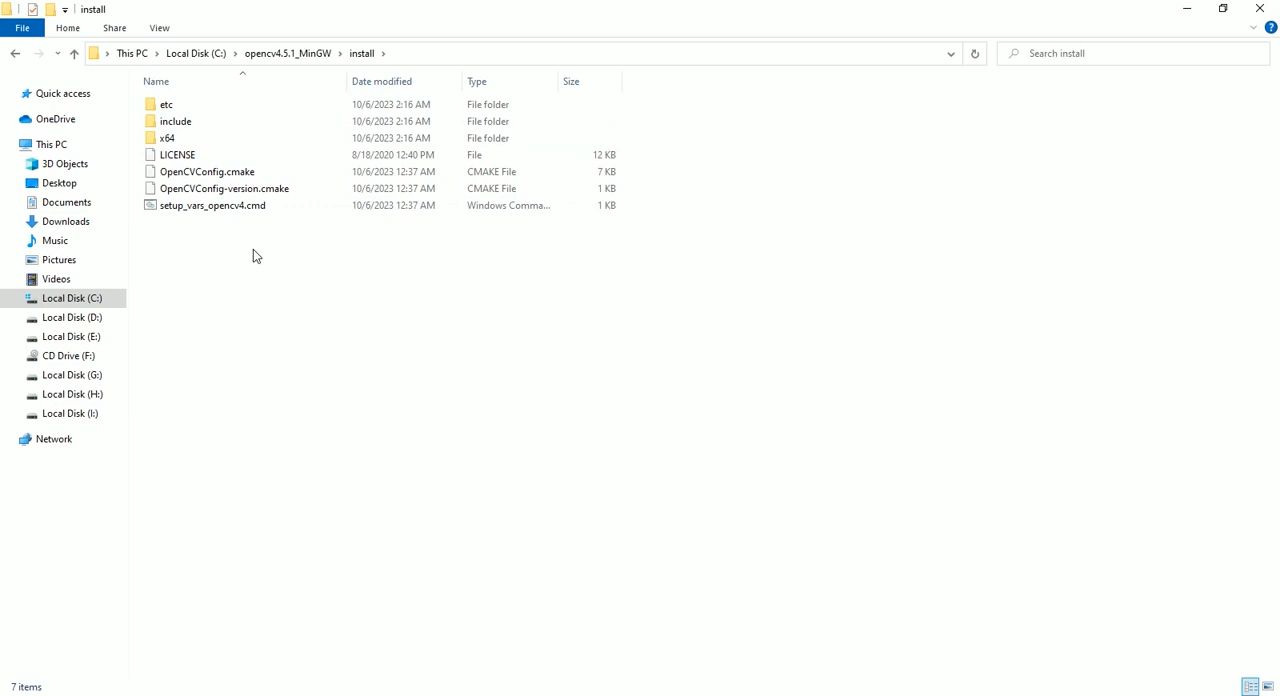 install
File Home Share View
This PC Local Disk (C:) opencv4.5.1_MinGW install Search install
Name Date modified Type Size
etc 10/6/2023 2:16 AM File folder
include 10/6/2023 2:16 AM File folder
x64 10/6/2023 2:16 AM File folder
LICENSE 8/18/2020 12:40 PM File 12 KB
OpenCVConfig.cmake 10/6/2023 12:37 AM CMAKE File 7 KB
OpenCVConfig-version.cmake 10/6/2023 12:37 AM CMAKE File 1 KB
setup_vars_opencv4.cmd 10/6/2023 12:37 AM Windows Comma... 1 KB
Quick access
OneDrive
This PC
3D Objects
Desktop
Documents
Downloads
Music
Pictures
Videos
Local Disk (C:)
Local Disk (D:)
Local Disk (E:)
CD Drive (F:)
Local Disk (G:)
Local Disk (H:)
Local Disk (I:)
Network
7 items